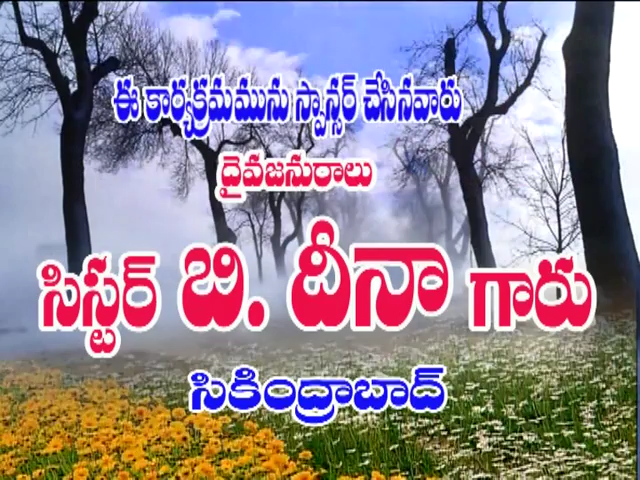 ఈ కార్యక్రమమును స్పాన్సర్ చేసినవారు
దైవజనురాలు
సిస్టర్ బి. దీనా గారు
సికింద్రాబాద్